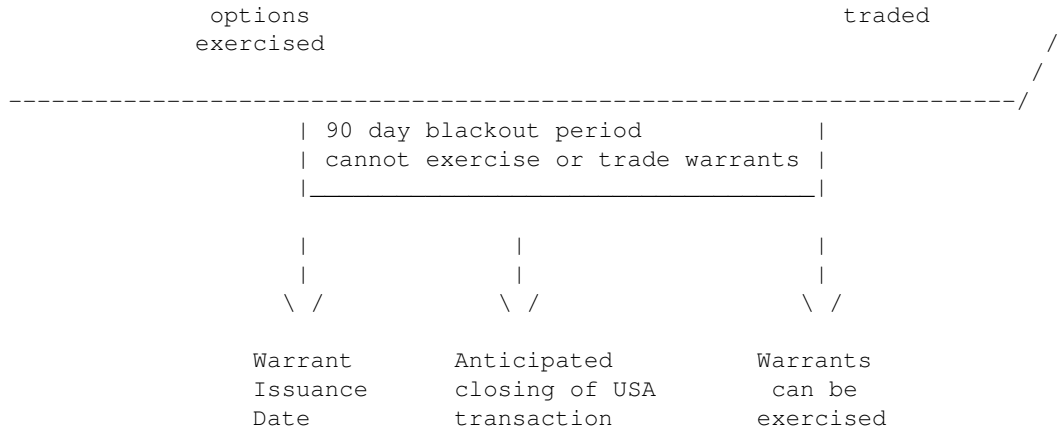 options traded
exercised /
/
------------------------------------------------------------------------/
| 90 day blackout period |
| cannot exercise or trade warrants |
|____________________________________|
| | |
| | |
\ / \ / \ /
Warrant Anticipated Warrants
Issuance closing of USA can be
Date transaction exercised